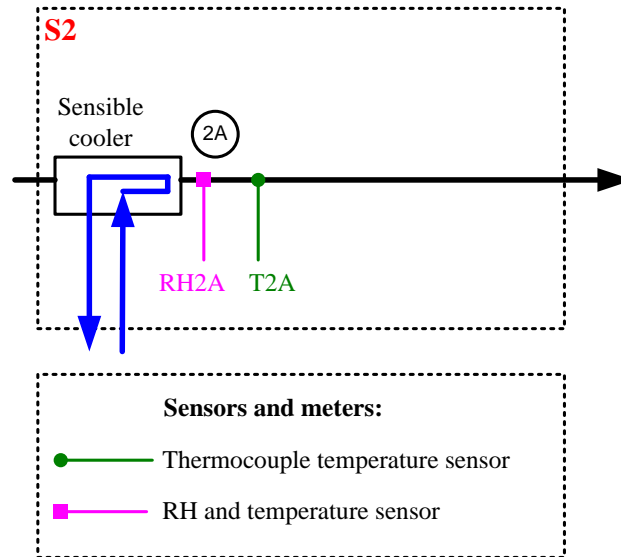 S2
Sensible
cooler
2A
RH2A
T2A
Sensors and meters:
Thermocouple temperature sensor
RH and temperature sensor